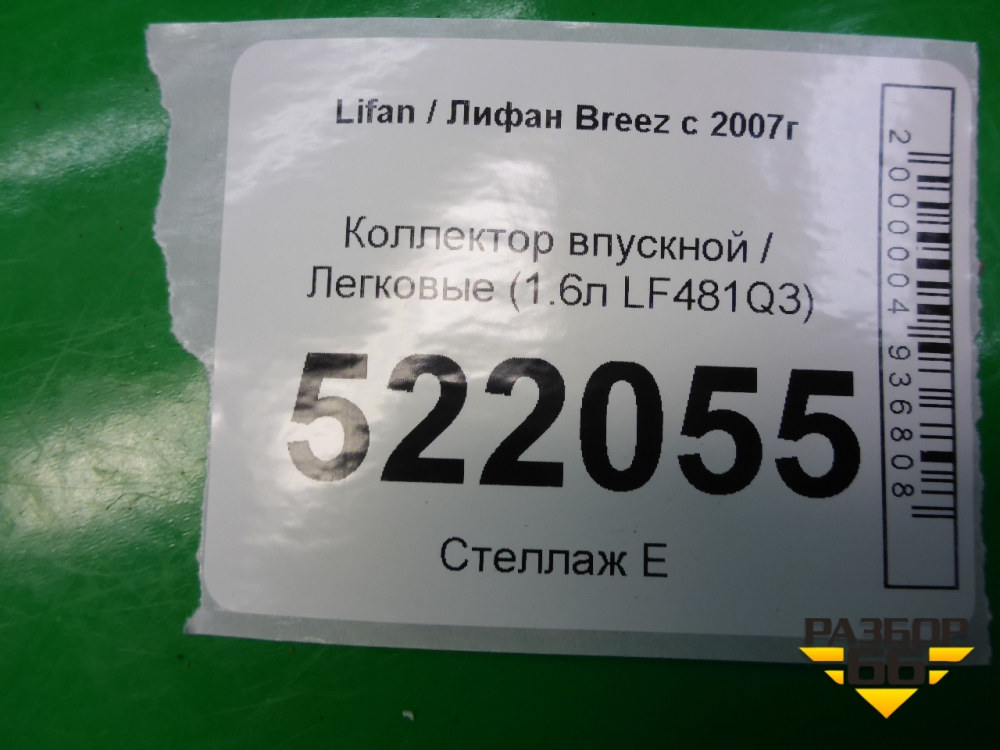 Lifan / Лифан Breez с 2007г
Коллектор впускной /
Легковые (1.6л LF481Q3)
522055
Стеллаж Е
2000004936808
РАЗБОР
66